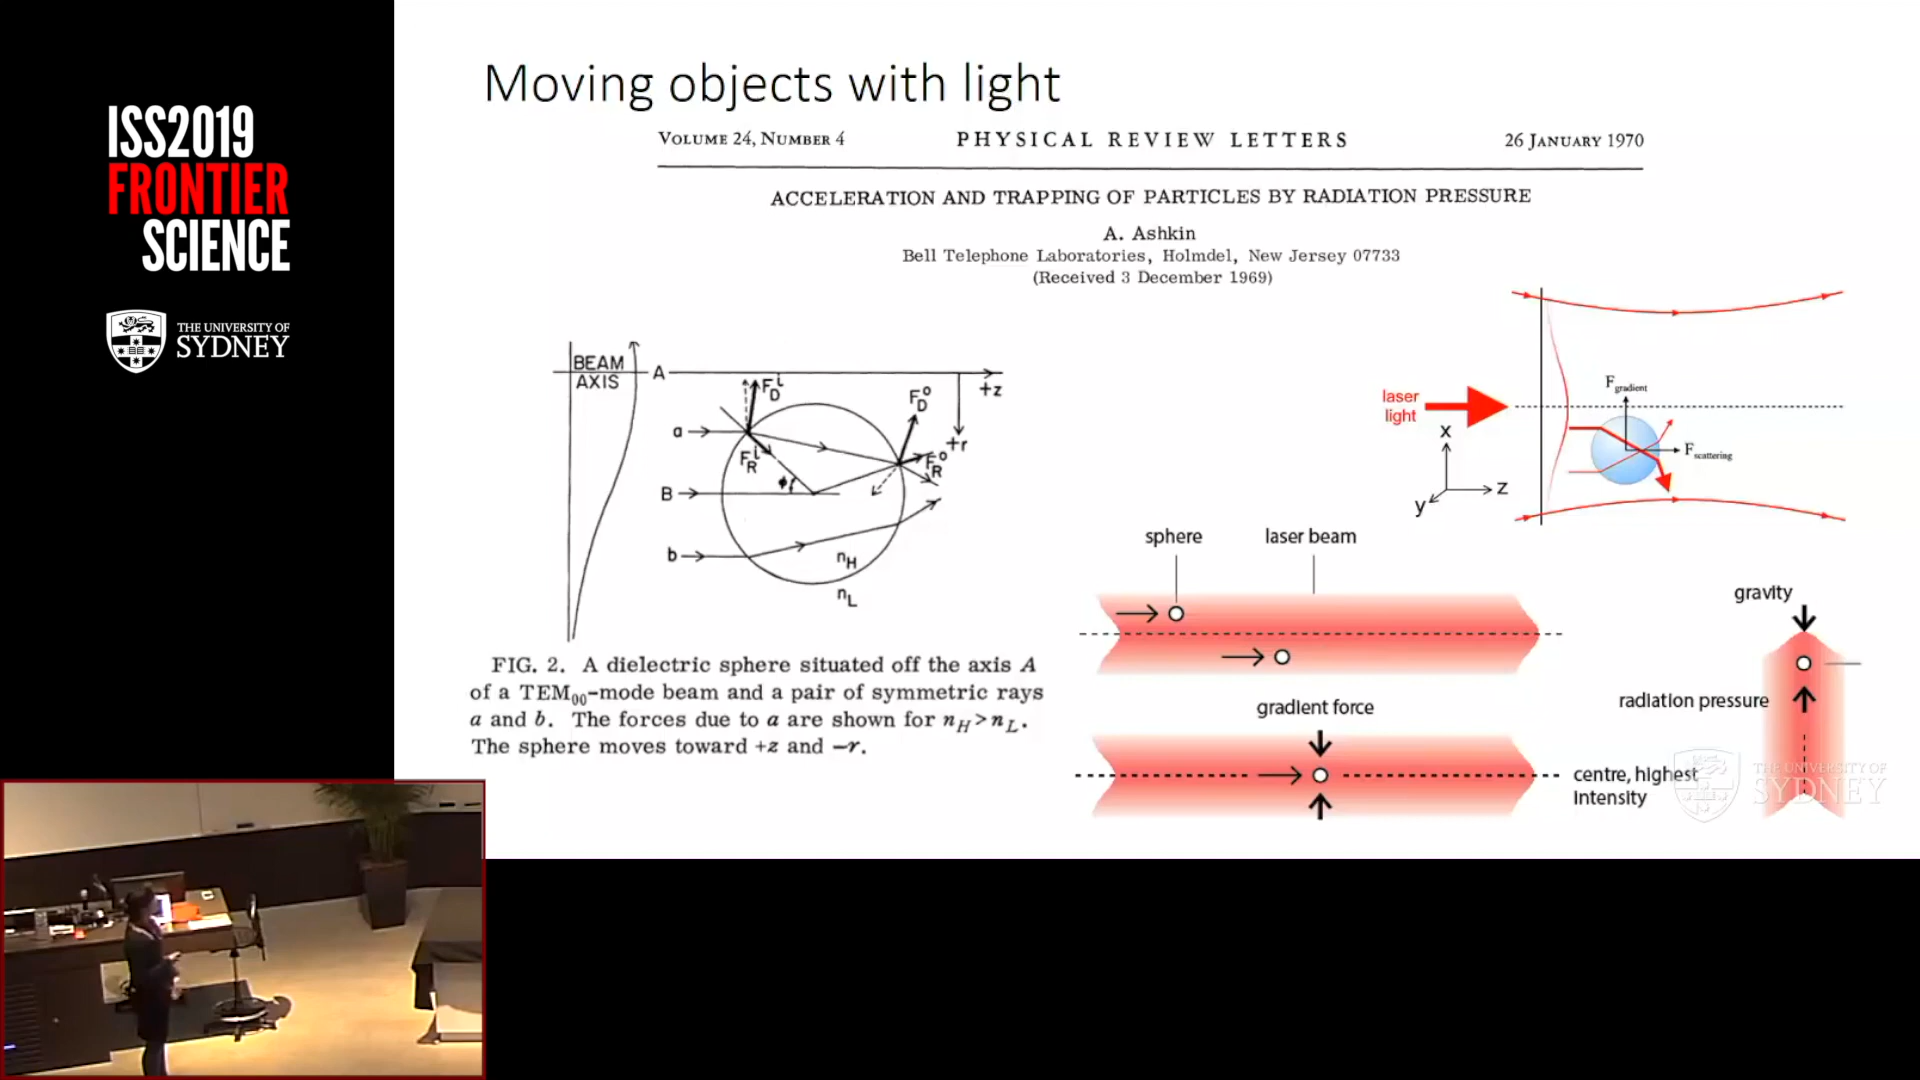 ISS2019
FRONTIER
SCIENCE
THE UNIVERSITY OF
SYDNEY
Moving objects with light
VOLUME 24, NUMBER 4 PHYSICAL REVIEW LETTERS 26 JANUARY 1970
ACCELERATION AND TRAPPING OF PARTICLES BY RADIATION PRESSURE
A. Ashkin
Bell Telephone Laboratories, Holmdel, New Jersey 07733
(Received 3 December 1969)
BEAM
AXIS
A
+z
+r
a
B
b
F_D^i
F_R^i
F_D^o
F_R^o
ϕ
n_H
n_L
FIG. 2. A dielectric sphere situated off the axis A
of a TEM₀₀-mode beam and a pair of symmetric rays
a and b. The forces due to a are shown for n_H>n_L.
The sphere moves toward +z and −r.
laser
light
x
y
z
F_gradient
F_scattering
sphere
laser beam
gradient force
centre, highest
intensity
gravity
radiation pressure
THE UNIVERSITY OF
SYDNEY